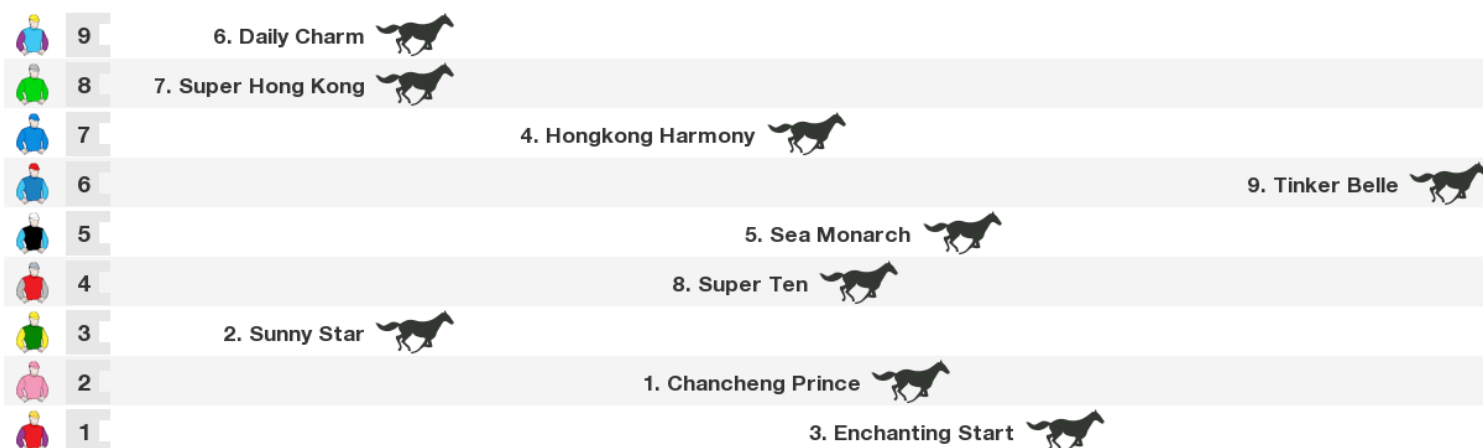 9 6. Daily Charm
8 7. Super Hong Kong
7 4. Hongkong Harmony
6 9. Tinker Belle
5 5. Sea Monarch
4 8. Super Ten
3 2. Sunny Star
2 1. Chancheng Prince
1 3. Enchanting Start